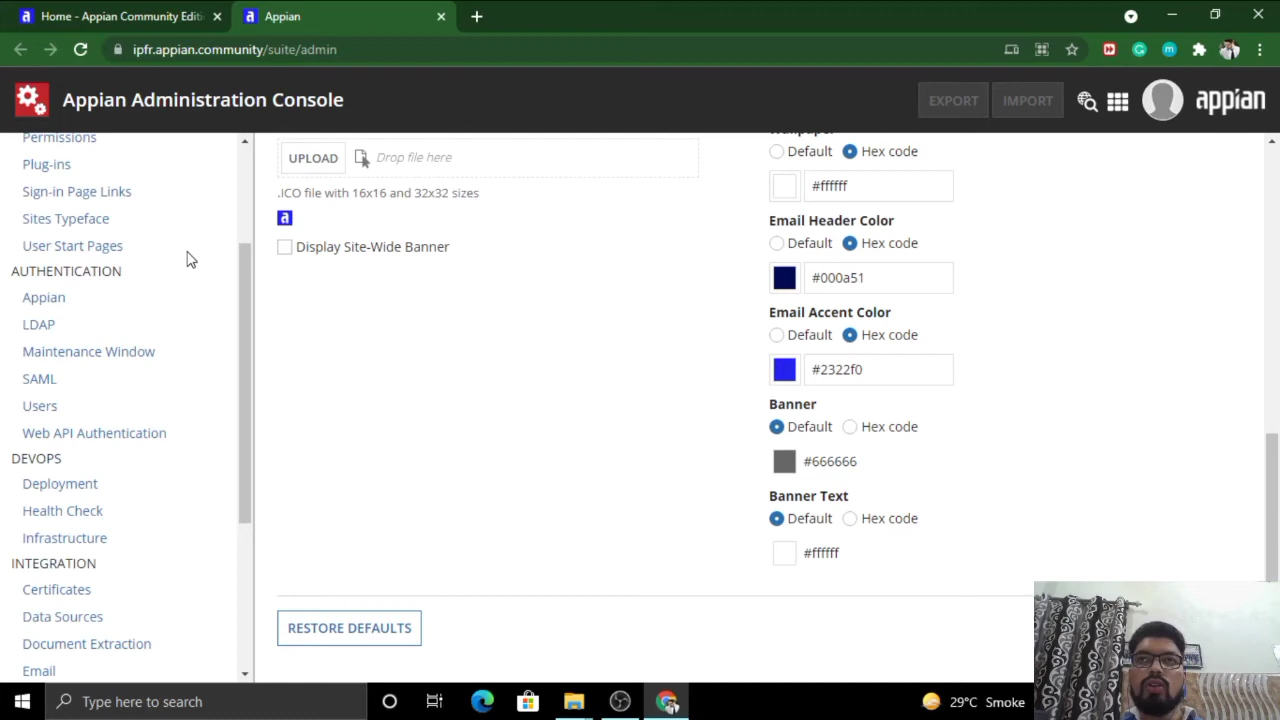 Home - Appian Community Editi
Appian
ipfr.appian.community/suite/admin
Appian Administration Console
EXPORT
IMPORT
appian
Permissions
Plug-ins
Sign-in Page Links
Sites Typeface
User Start Pages
AUTHENTICATION
Appian
LDAP
Maintenance Window
SAML
Users
Web API Authentication
DEVOPS
Deployment
Health Check
Infrastructure
INTEGRATION
Certificates
Data Sources
Document Extraction
Email
UPLOAD
Drop file here
.ICO file with 16x16 and 32x32 sizes
a
Display Site-Wide Banner
RESTORE DEFAULTS
Wallpaper
Default Hex code
#ffffff
Email Header Color
Default Hex code
#000a51
Email Accent Color
Default Hex code
#2322f0
Banner
Default Hex code
#666666
Banner Text
Default Hex code
#ffffff
Type here to search
29°C Smoke